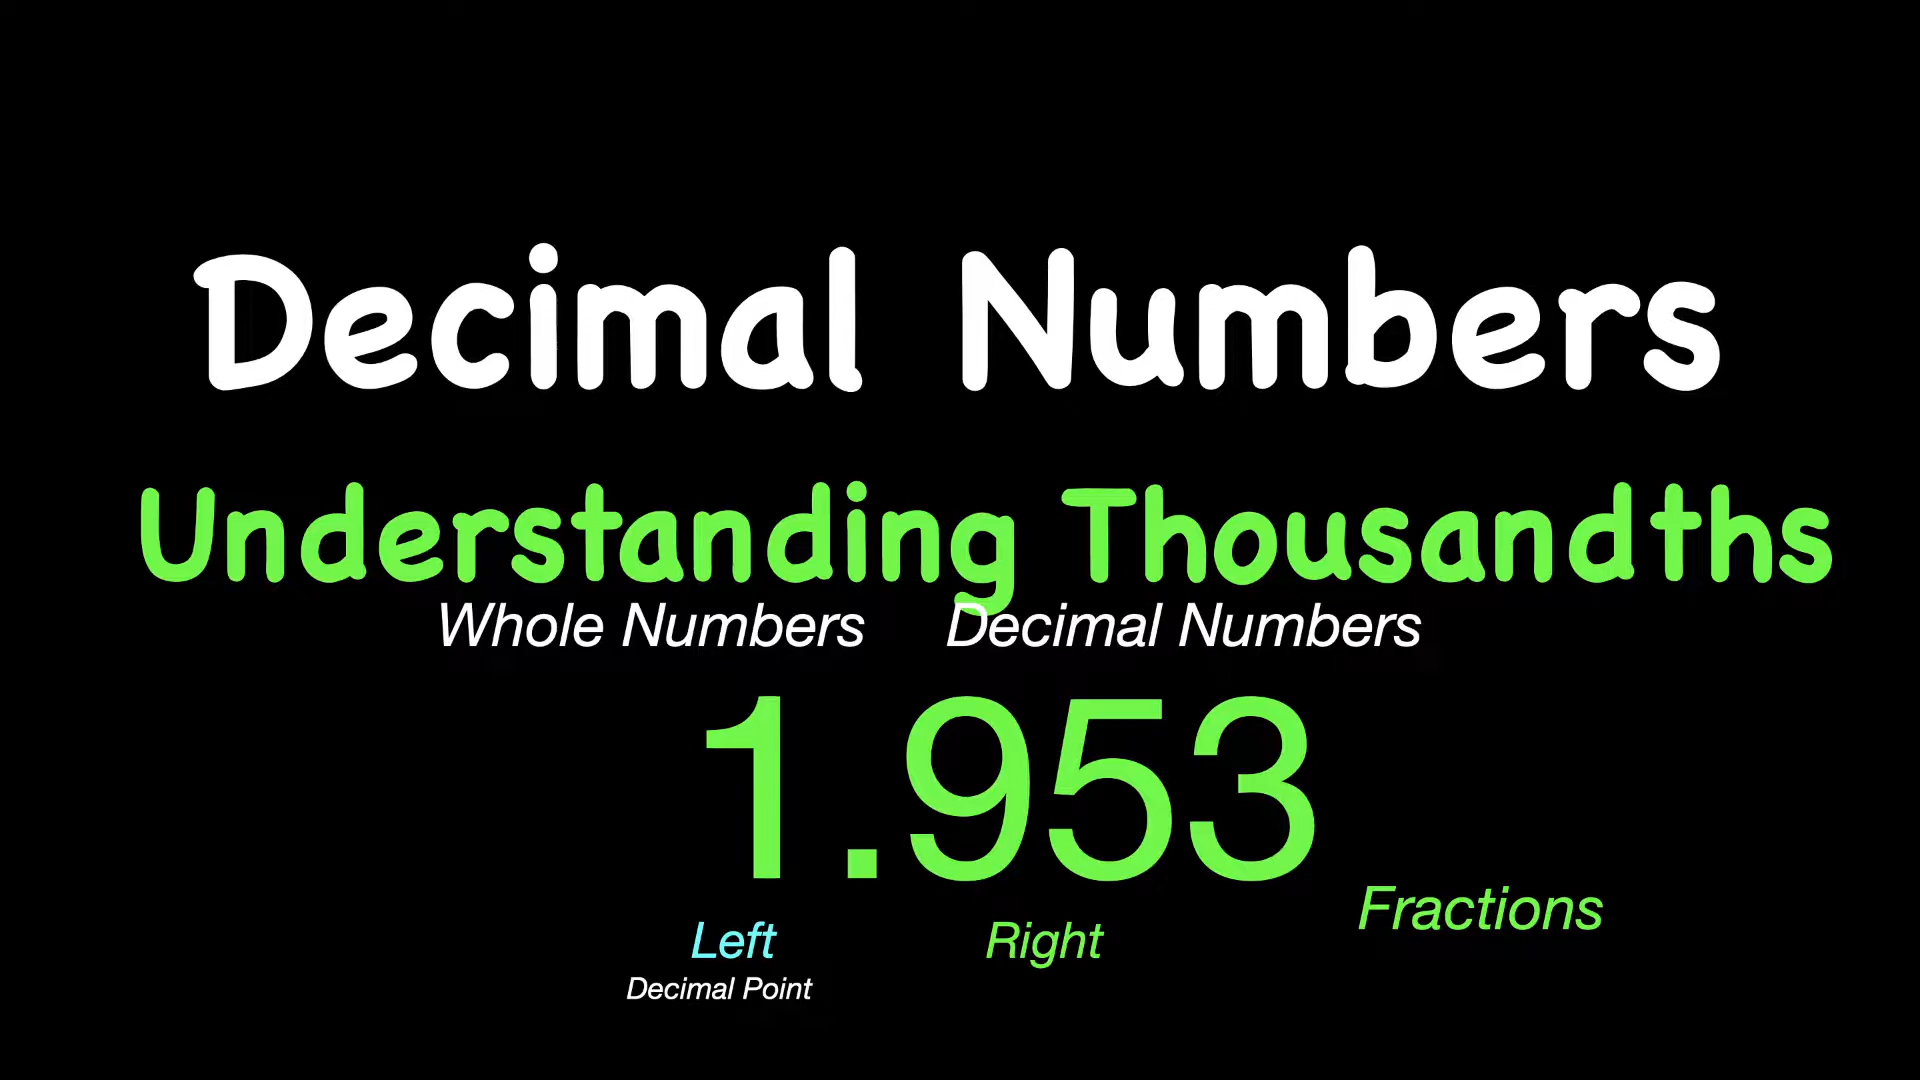 Decimal Numbers
Understanding Thousandths
Whole Numbers Decimal Numbers
1.953
Fractions
Left Right
Decimal Point